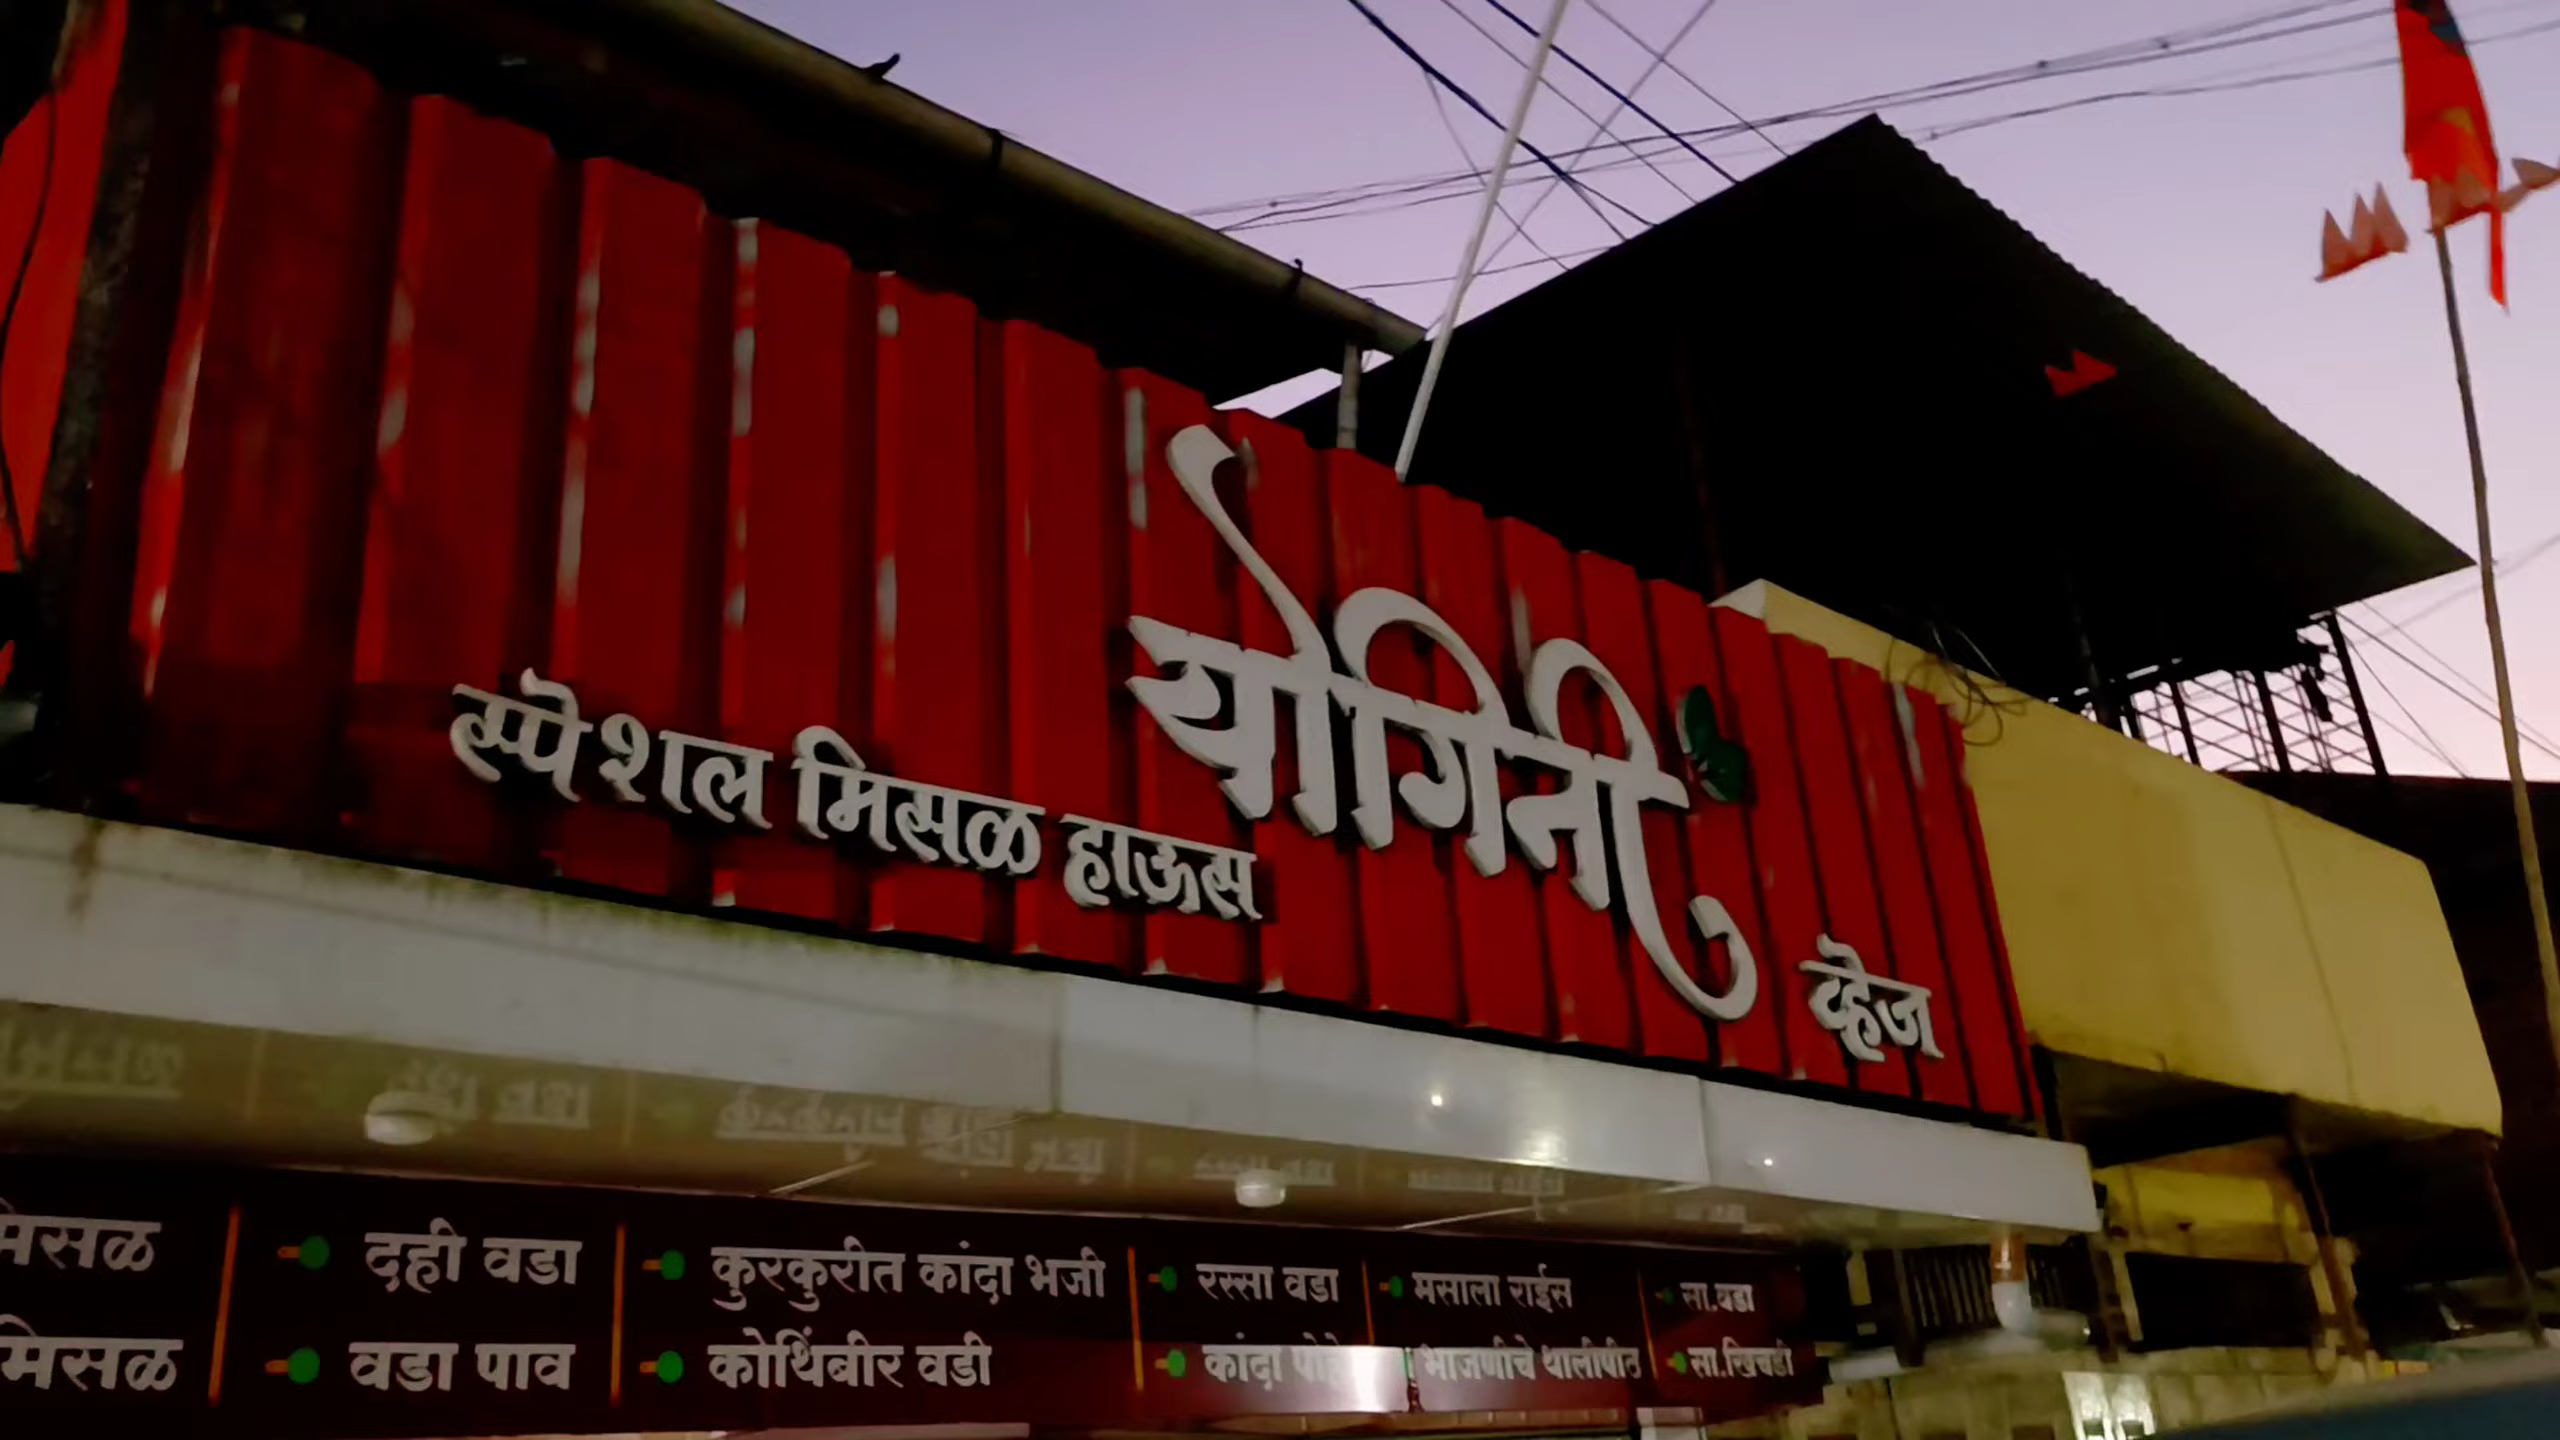 योगिनी
स्पेशल मिसळ हाऊस
व्हेज
मिसळ दही वडा कुरकुरीत कांदा भजी रस्सा वडा मसाला राईस सा.वडा
मिसळ वडा पाव कोथिंबीर वडी कांदा पोहे भाजणीचे थालीपीठ सा.खिचडी